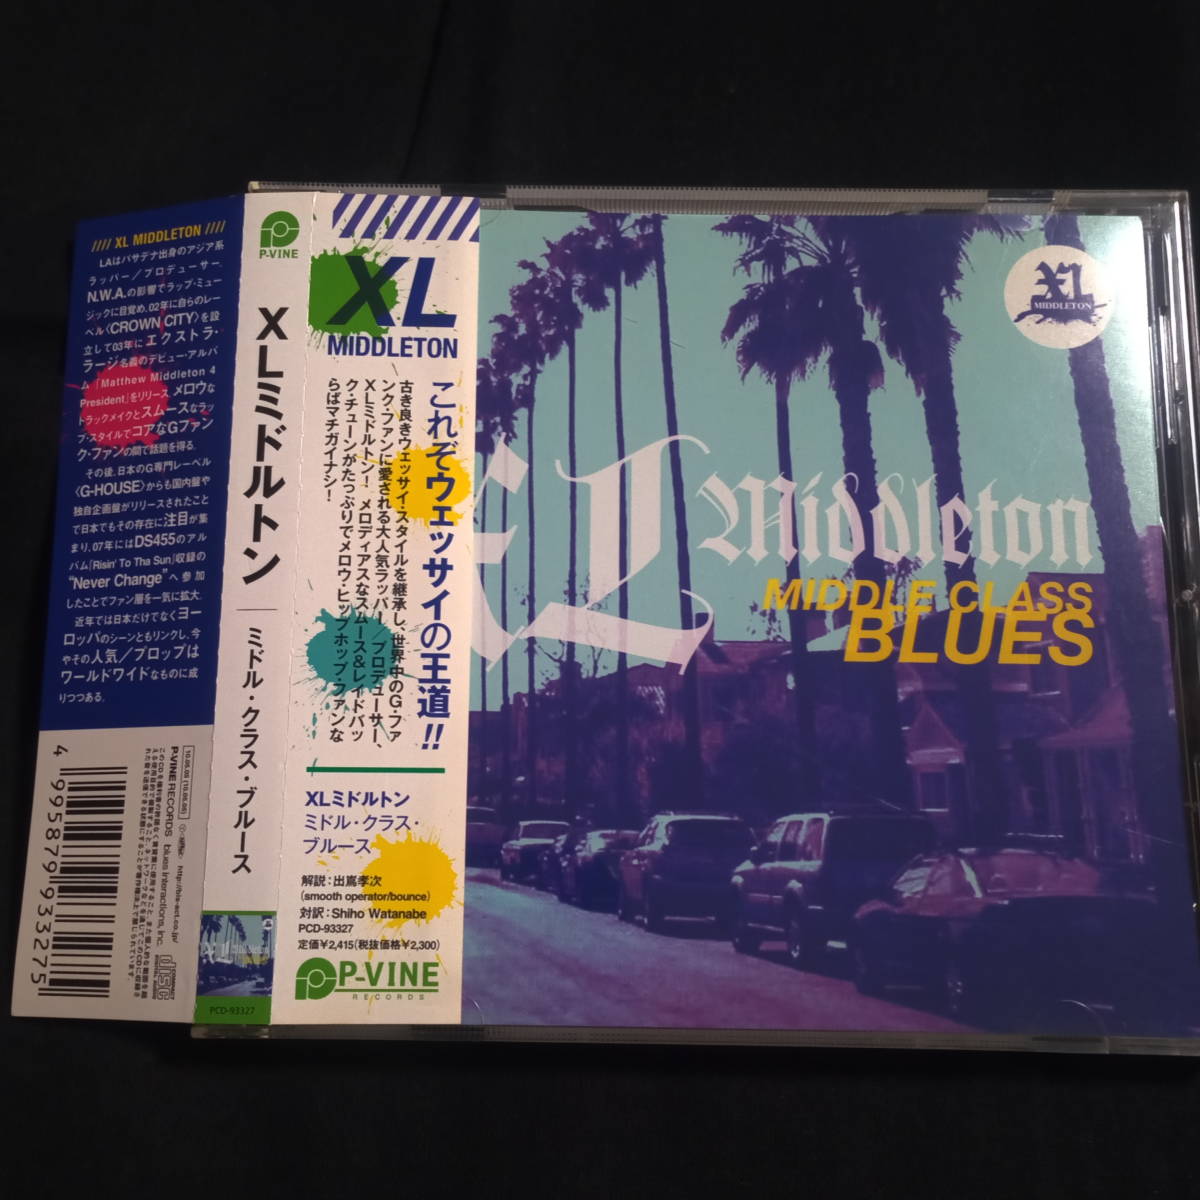 //// XL MIDDLETON ////
LAはパサデナ出身のアジア系
ラッパー／プロデューサー。
N.W.A.の影響でラップ・ミュー
ジックに目覚め、02年に自らのレー
ベル〈CROWN CITY〉を設
立して03年にエクストラ・
ラージ名義のデビュー・アルバ
ム「Matthew Middleton 4
President」をリリース。メロウな
トラックメイクとスムースなラッ
プ・スタイルでコアなGファン
ク・ファンの間で話題を得る。
その後、日本のG専門レーベル
〈G-HOUSE〉からも国内盤や
独自企画盤がリリースされたこと
で日本でもその存在に注目が集
まり、07年にはDS455のアル
バム「Risin' To Tha Sun」収録の
“Never Change”へ参加
したことでファン層を一気に拡大。
近年では日本だけでなくヨー
ロッパのシーンともリンクし、今
やその人気／プロップは
ワールドワイドなものに成
りつつある。
4 995879 933275
10.05.05
P-VINE RECORDS blues interactions, inc.
http://bls-act.co.jp/
COMPACT
disc
DIGITAL AUDIO
P-VINE
XLミドルトン
ミドル・クラス・ブルース
PCD-93327
XL
MIDDLETON
これぞウェッサイの王道!!
古き良きウェッサイ・スタイルを継承し、世界中のG・ファ
ンク・ファンに愛される大人気ラッパー／プロデューサー、
XLミドルトン！ メロディアスなスムース&レイドバッ
ク・チューンがたっぷりでメロウ・ヒップホップ・ファンな
らばマチガイナシ！
XLミドルトン
ミドル・クラス・
ブルース
解説：出嶌孝次
(smooth operator/bounce)
対訳：Shiho Watanabe
PCD-93327
定価¥2,415(税抜価格¥2,300)
P-VINE
RECORDS
XL
MIDDLETON
XL Middleton
MIDDLE CLASS
BLUES